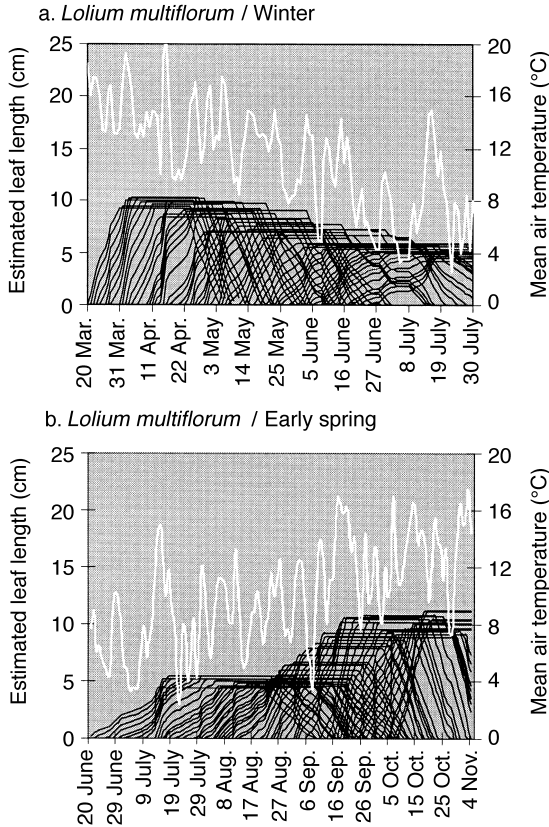 a. Lolium multiflorum / Winter
Estimated leaf length (cm)
25
20
15
10
5
0
20
16
12
8
4
0
Mean air temperature (°C)
20 Mar.
31 Mar.
11 Apr.
22 Apr.
3 May
14 May
25 May
5 June
16 June
27 June
8 July
19 July
30 July
b. Lolium multiflorum / Early spring
Estimated leaf length (cm)
25
20
15
10
5
0
20
16
12
8
4
0
Mean air temperature (°C)
20 June
29 June
9 July
19 July
29 July
8 Aug.
17 Aug.
27 Aug.
6 Sep.
16 Sep.
26 Sep.
5 Oct.
15 Oct.
25 Oct.
4 Nov.